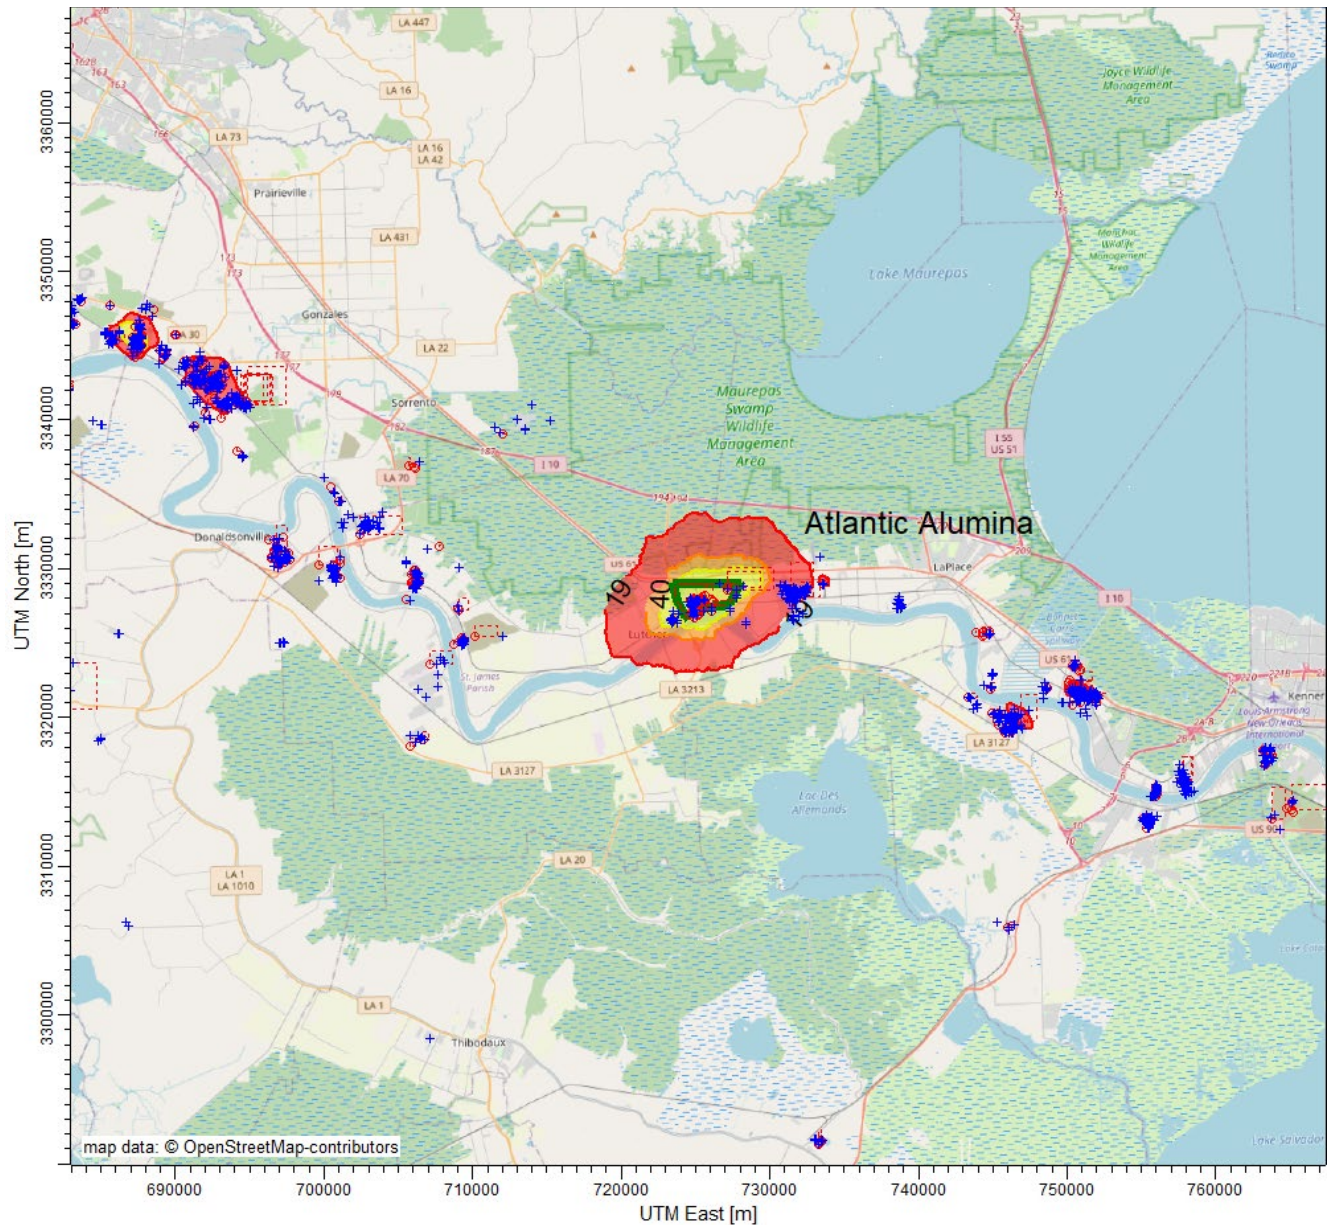 LA 447
LA 16
LA 73
LA 16
LA 42
Prairieville
LA 431
Joyce Wildlife
Management
Area
Manchac
Wildlife
Management
Area
Lake Maurepas
LA 30
Gonzales
LA 22
Sorrento
Maurepas
Swamp
Wildlife
Management
Area
I 55
US 51
I 10
LA 70
Atlantic Alumina
Donaldsonville
US 61
LaPlace
19
40
I 10
St. James
Parish
LA 3213
US 61
Kenner
Louis Armstrong
New Orleans
International
LA 3127
LA 3127
Lac Des
Allemands
US 90
LA 20
LA 1
LA 1010
LA 1
Thibodaux
Lake Salvador
map data: © OpenStreetMap-contributors
3360000
3350000
3340000
3330000
3320000
3310000
3300000
UTM North [m]
690000 700000 710000 720000 730000 740000 750000 760000
UTM East [m]